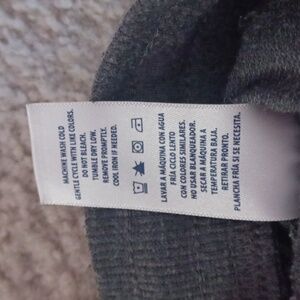 MACHINE WASH COLD
GENTLE CYCLE WITH LIKE COLORS.
DO NOT BLEACH.
TUMBLE DRY LOW.
REMOVE PROMPTLY.
COOL IRON IF NEEDED.
LAVAR A MÁQUINA CON AGUA
FRÍA CICLO LENTO
CON COLORES SIMILARES.
NO USAR BLANQUEADOR.
SECAR A MÁQUINA A
TEMPERATURA BAJA.
RETIRAR PRONTO.
PLANCHA FRÍA SI SE NECESITA.